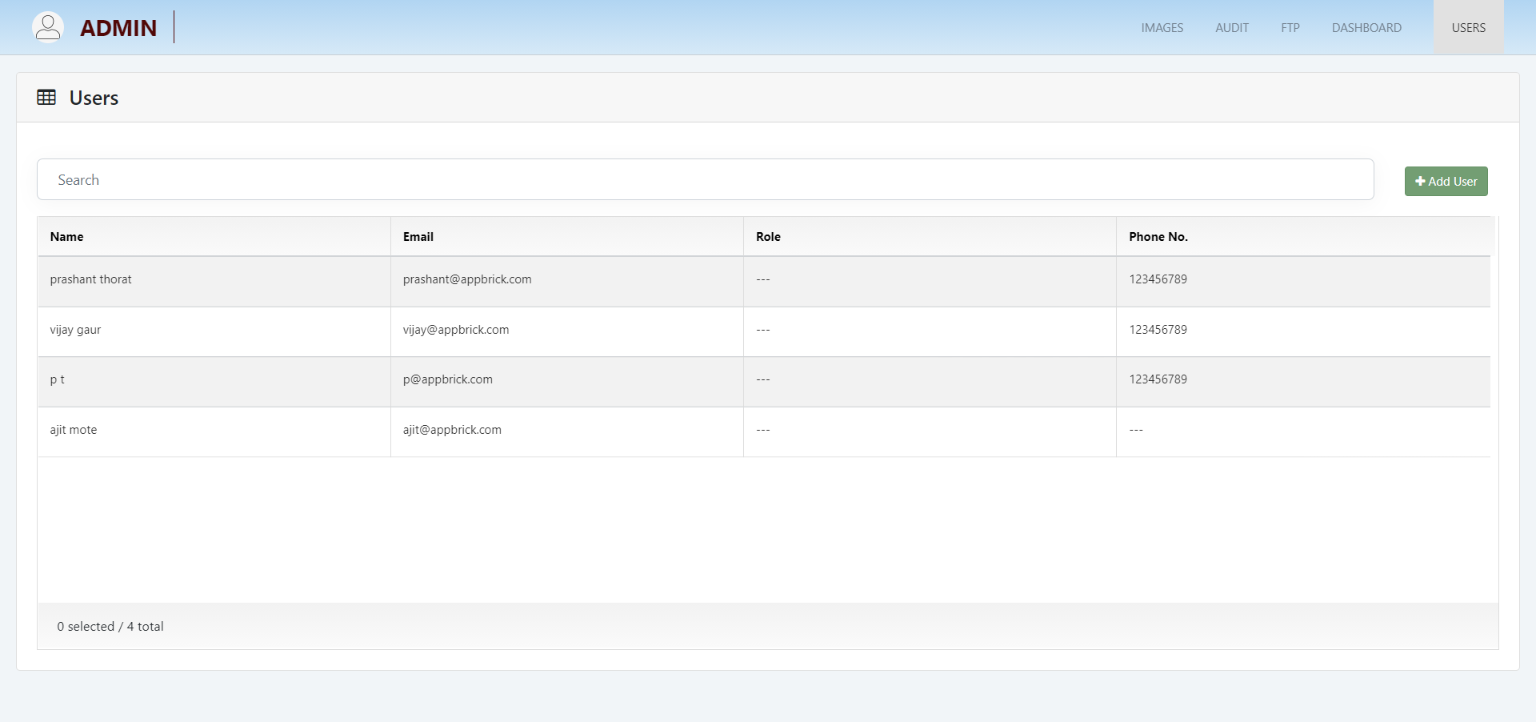 ADMIN
IMAGES AUDIT FTP DASHBOARD USERS
Users
Search
Add User
Name Email Role Phone No.
prashant thorat prashant@appbrick.com --- 123456789
vijay gaur vijay@appbrick.com --- 123456789
p t p@appbrick.com --- 123456789
ajit mote ajit@appbrick.com --- ---
0 selected / 4 total